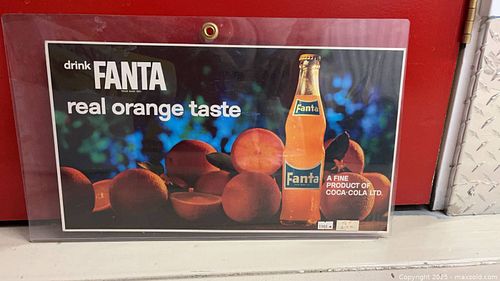 drink FANTA
real orange taste
Fanta
Fanta
A FINE
PRODUCT OF
COCA-COLA LTD.
Copyright 2025 - maxsold.com